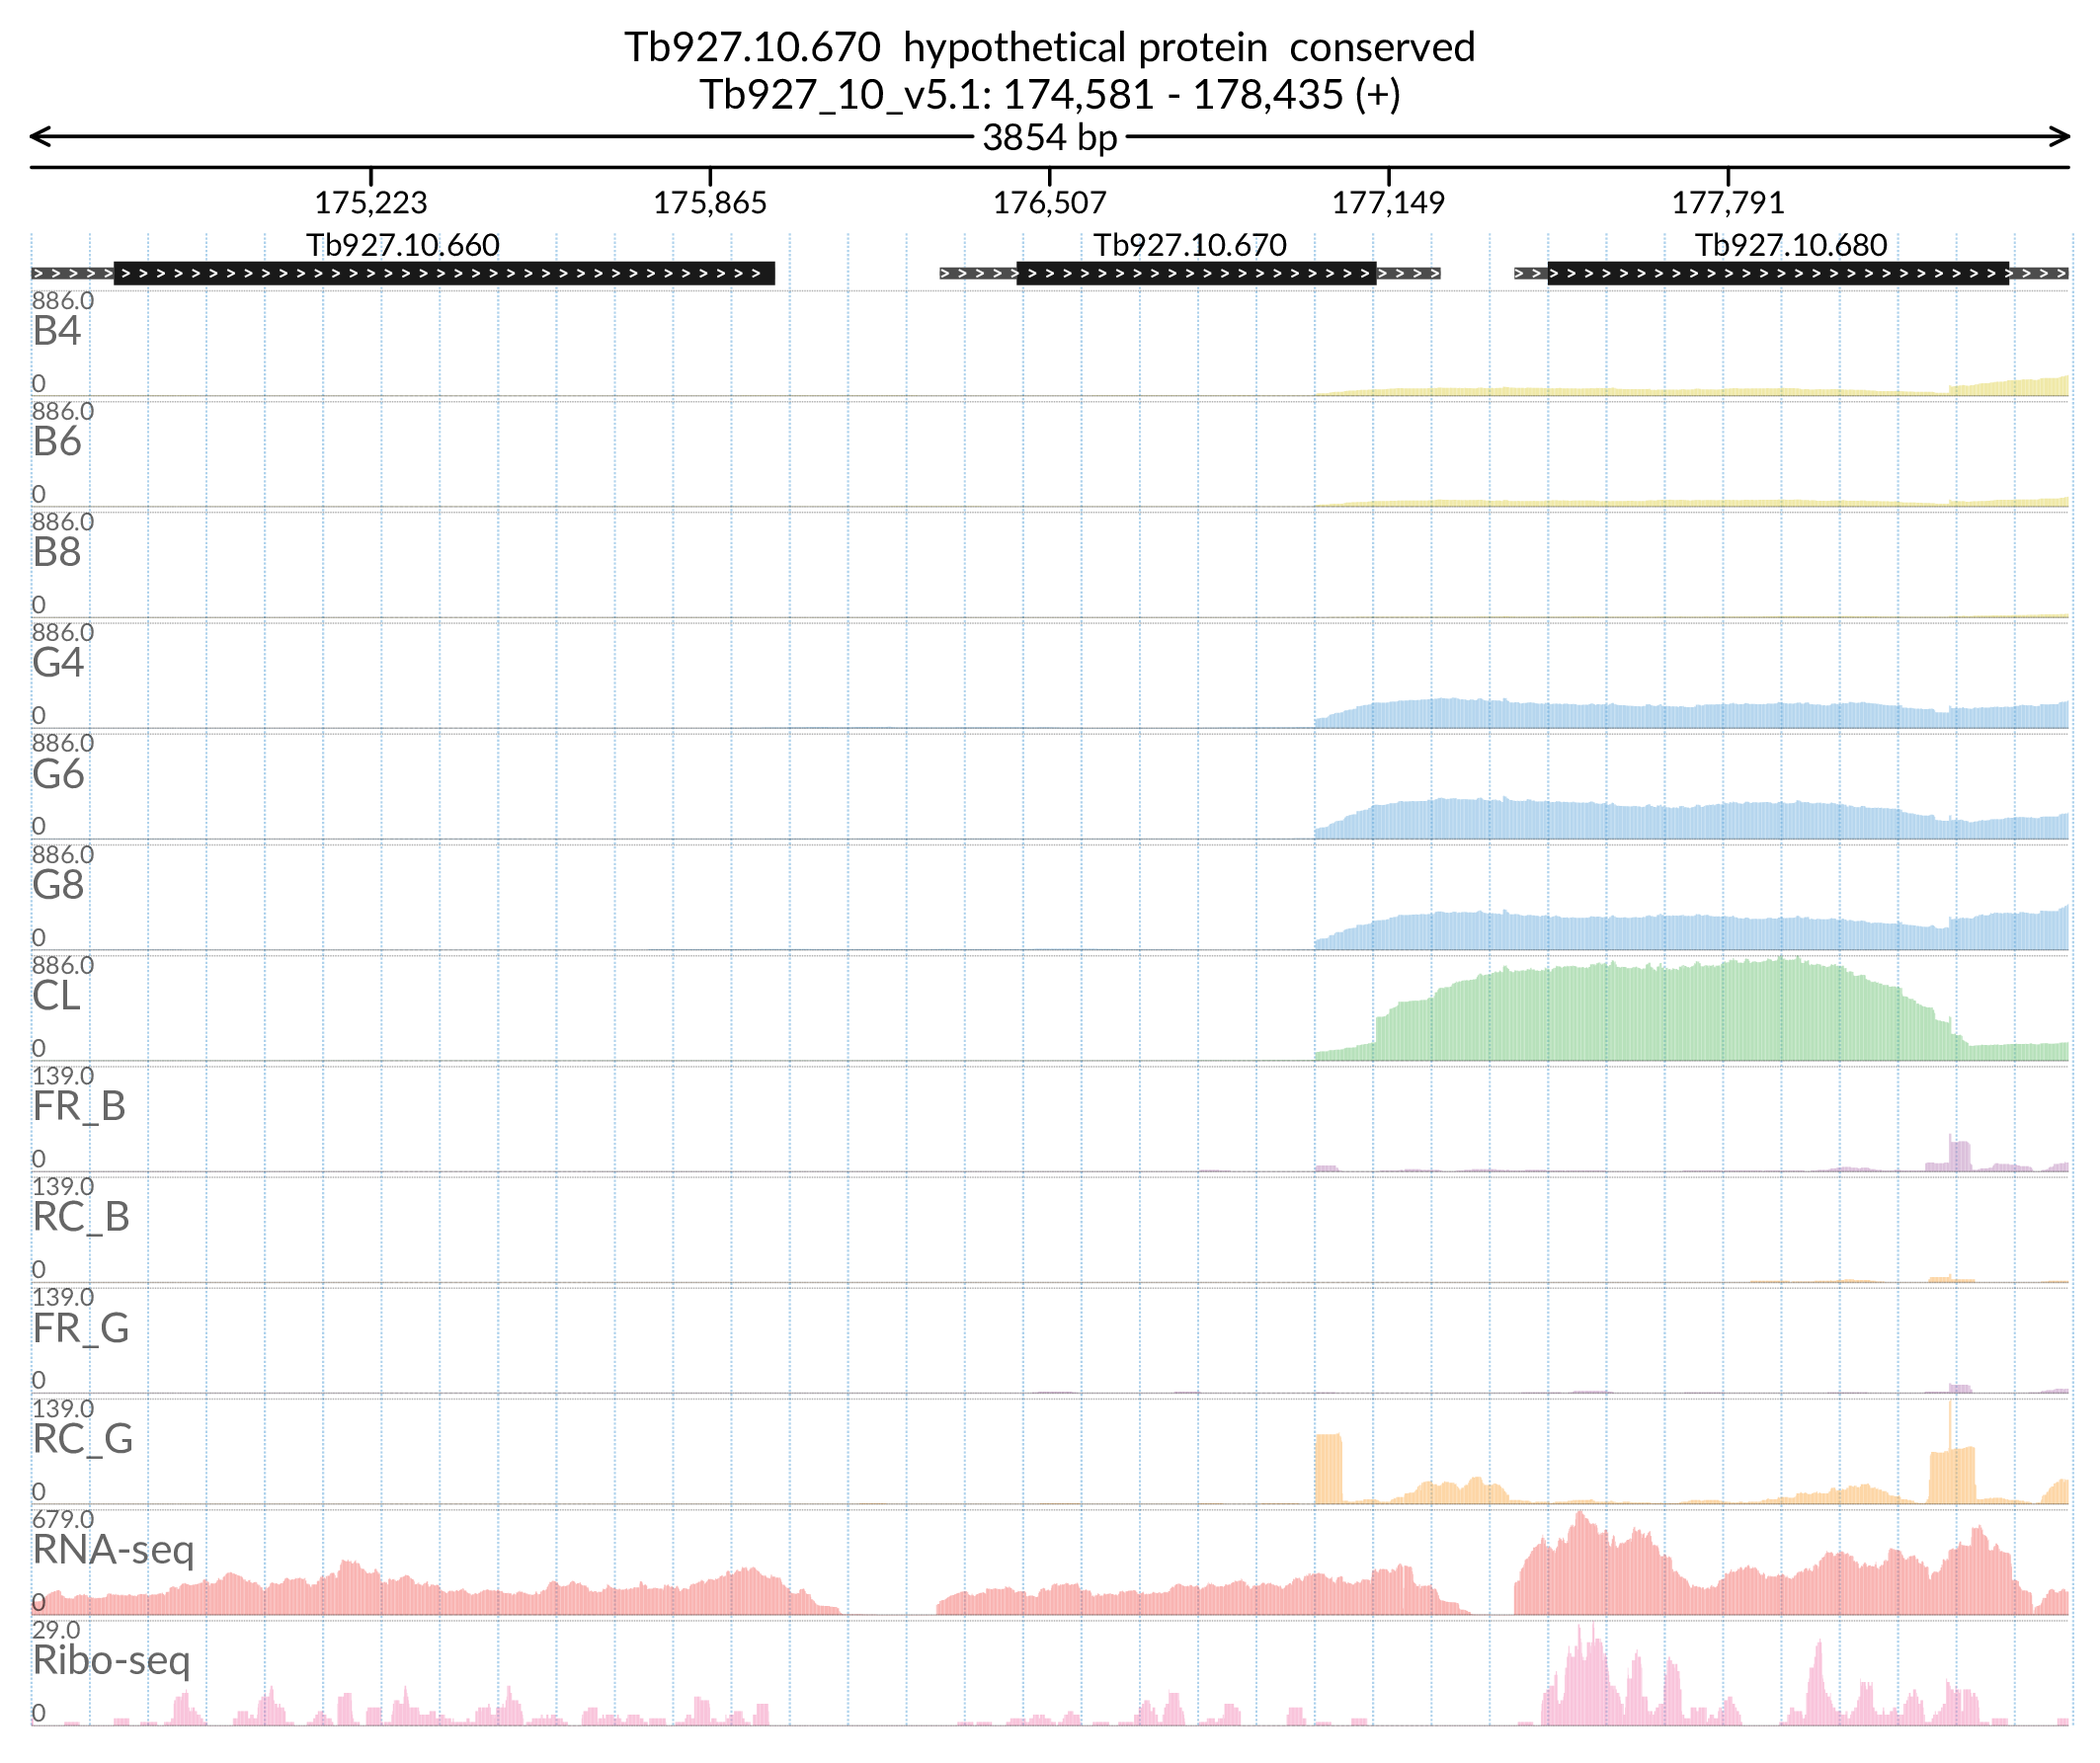 Tb927.10.670  hypothetical protein  conserved
Tb927_10_v5.1: 174,581 - 178,435 (+)
3854 bp
175,223 175,865 176,507 177,149 177,791
Tb927.10.660 Tb927.10.670 Tb927.10.680
886.0
B4
0
886.0
B6
0
886.0
B8
0
886.0
G4
0
886.0
G6
0
886.0
G8
0
886.0
CL
0
139.0
FR_B
0
139.0
RC_B
0
139.0
FR_G
0
139.0
RC_G
0
679.0
RNA-seq
0
29.0
Ribo-seq
0